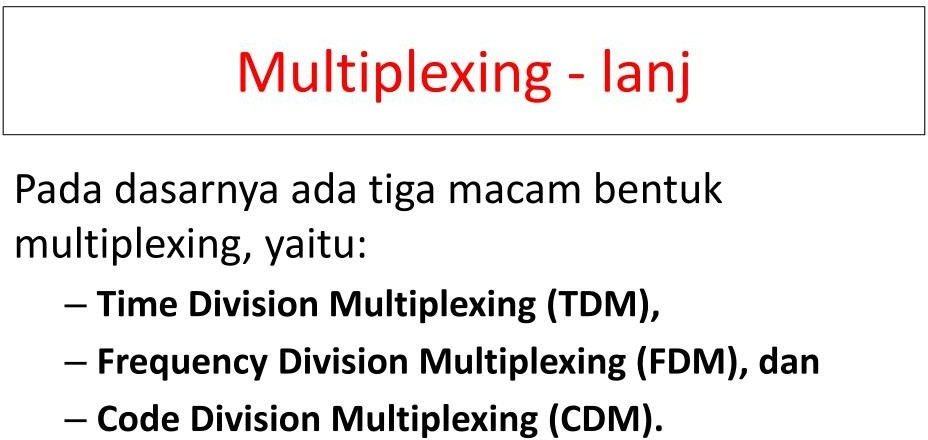 Multiplexing - lanj
Pada dasarnya ada tiga macam bentuk
multiplexing, yaitu:
– Time Division Multiplexing (TDM),
– Frequency Division Multiplexing (FDM), dan
– Code Division Multiplexing (CDM).